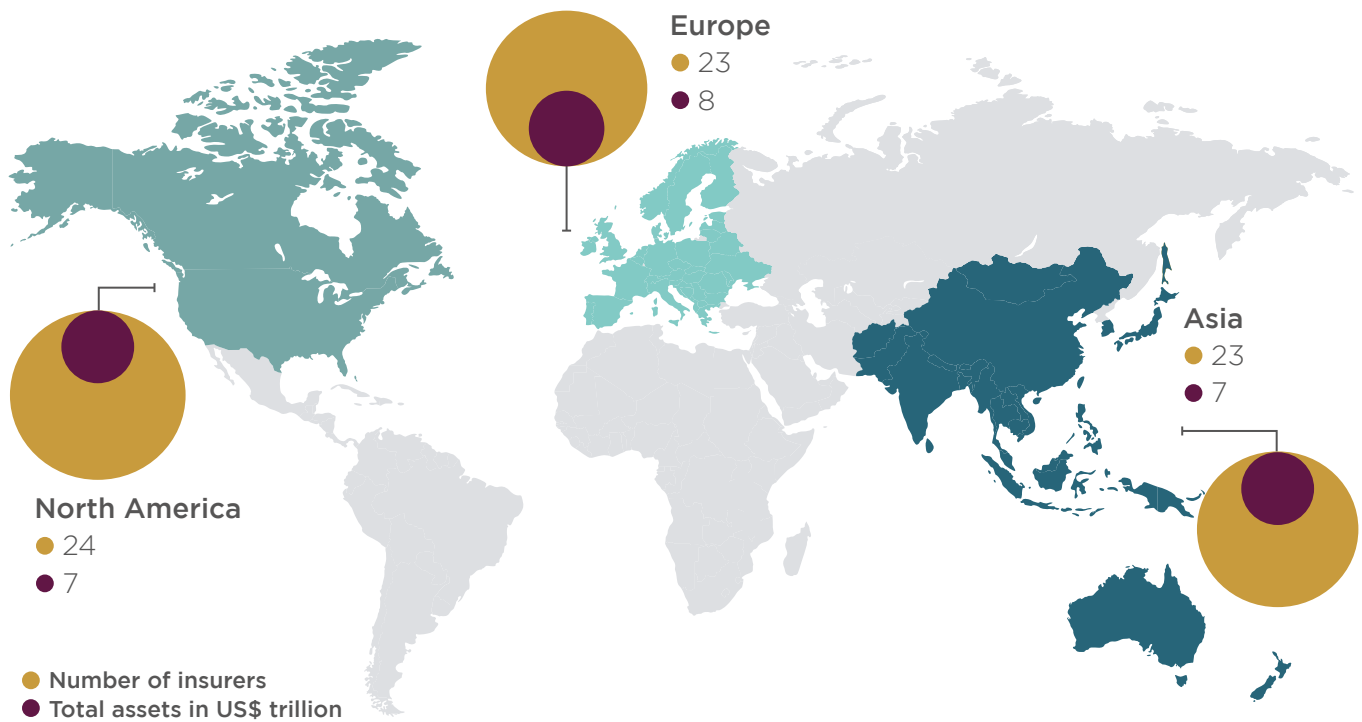 Europe
23
8
Asia
23
7
North America
24
7
Number of insurers
Total assets in US$ trillion